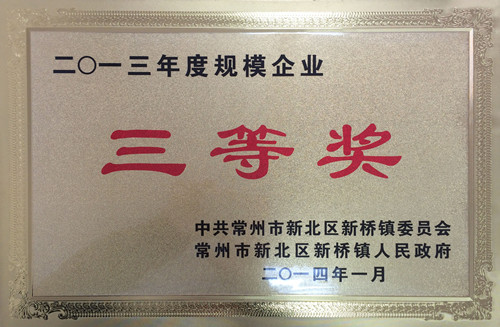 二〇一三年度规模企业
三等奖
中共常州市新北区新桥镇委员会
常州市新北区新桥镇人民政府
二〇一四年一月